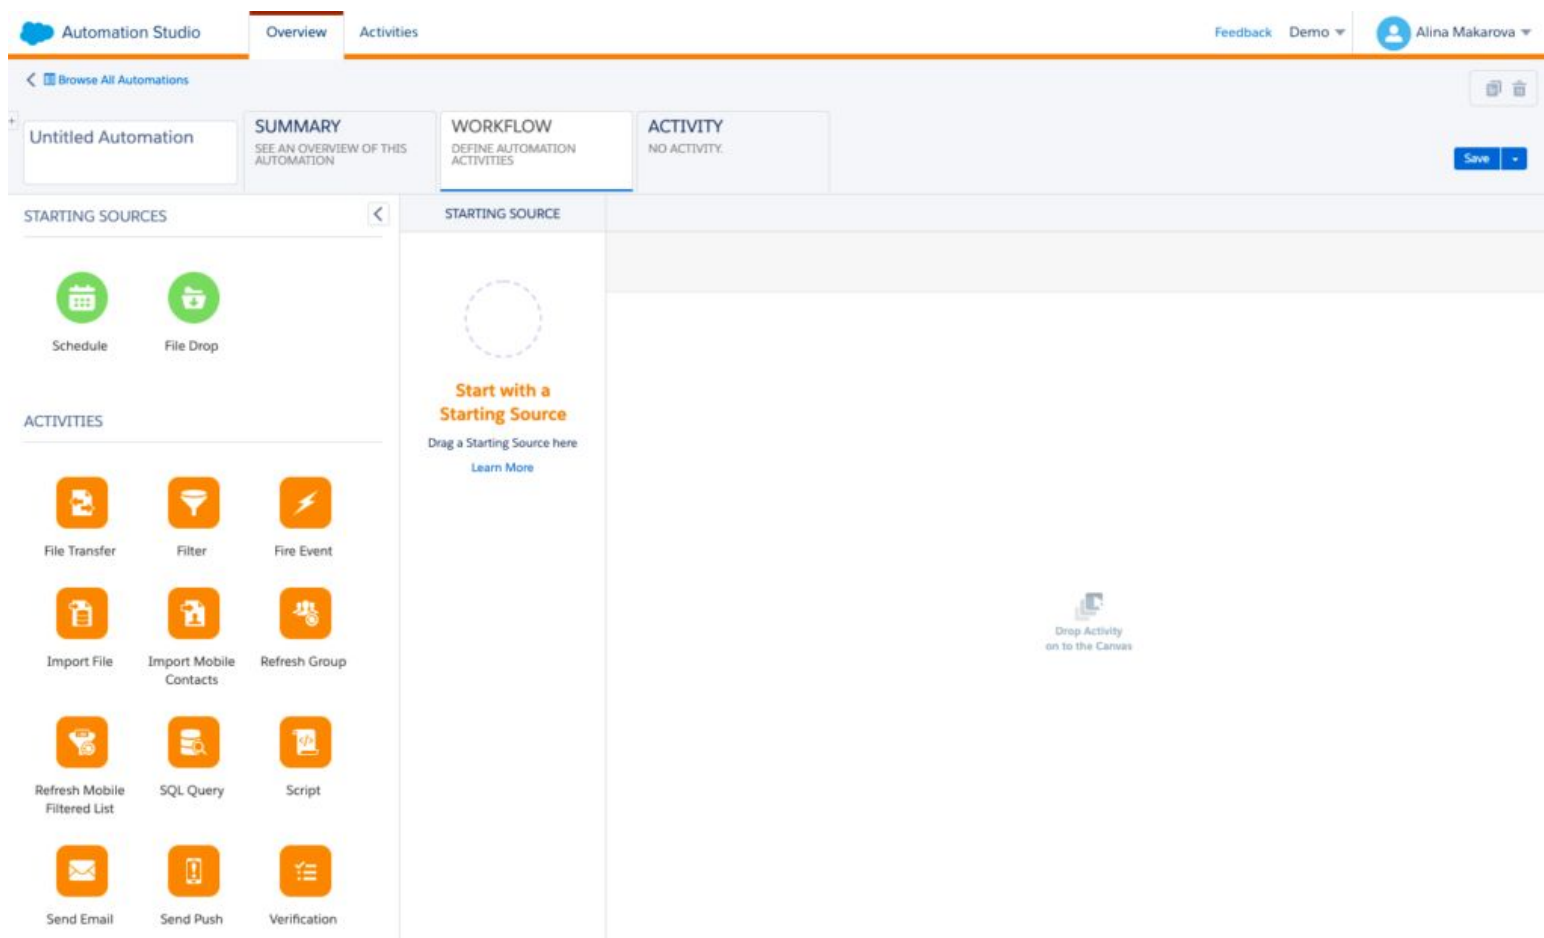 Automation Studio
Overview
Activities
Feedback
Demo
Alina Makarova
Browse All Automations
Untitled Automation
SUMMARY
SEE AN OVERVIEW OF THIS
AUTOMATION
WORKFLOW
DEFINE AUTOMATION
ACTIVITIES
ACTIVITY
NO ACTIVITY.
Save
STARTING SOURCES
STARTING SOURCE
Schedule
File Drop
Start with a
Starting Source
Drag a Starting Source here
Learn More
ACTIVITIES
File Transfer
Filter
Fire Event
Import File
Import Mobile
Contacts
Refresh Group
Refresh Mobile
Filtered List
SQL Query
Script
Send Email
Send Push
Verification
Drop Activity
on to the Canvas